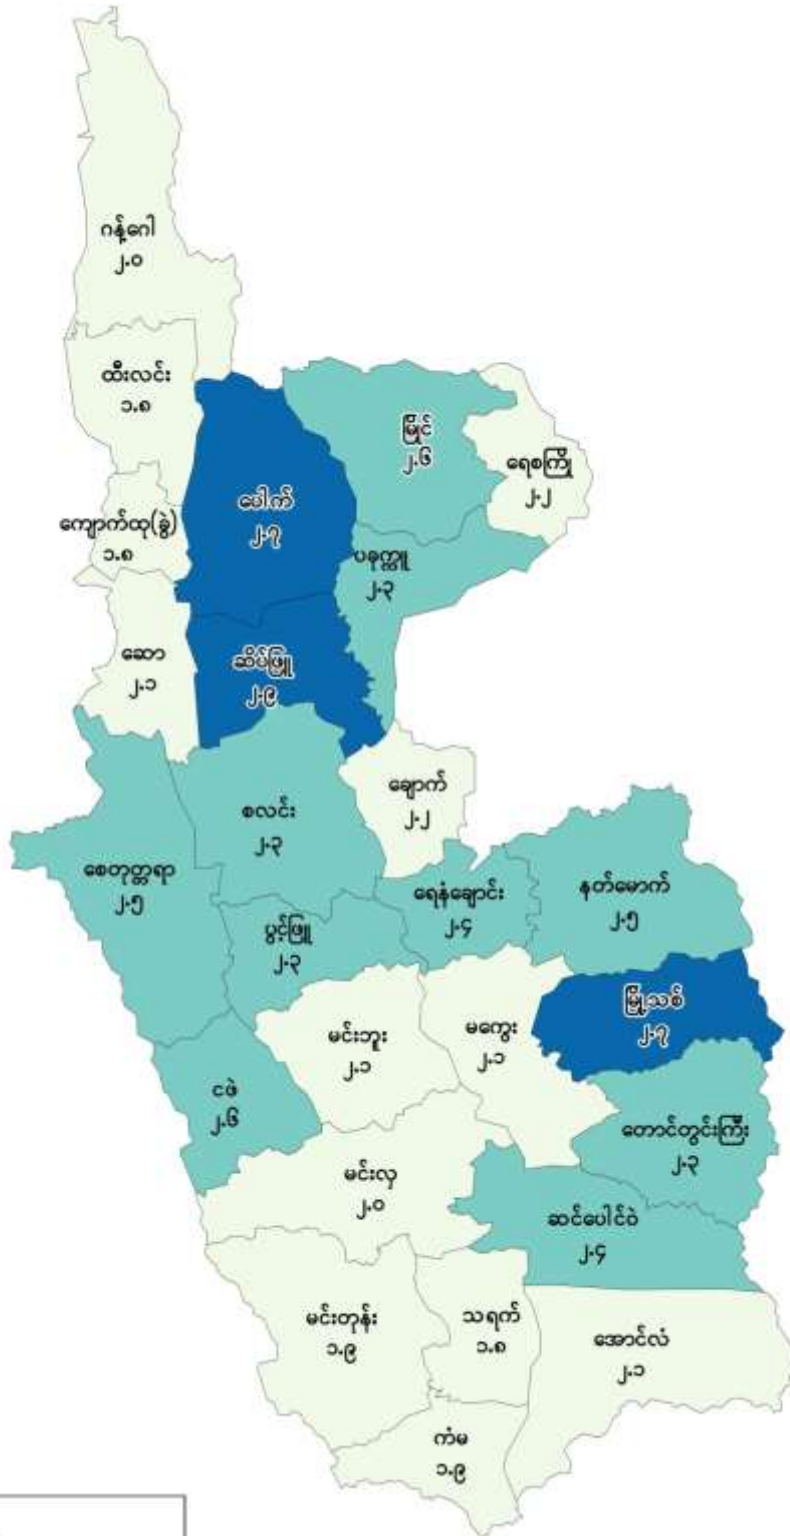 ဂန့်ဂေါ
၂.၀
ထီးလင်း
၁.၈
မြိုင်
၂.၆
ရေစကြို
၂.၂
ပေါက်
၂.၇
ကျောက်ထု(ခွဲ)
၁.၈
ပခုက္ကူ
၂.၃
ဆော
၂.၁
ဆိပ်ဖြူ
၂.၉
ချောက်
၂.၂
စလင်း
၂.၃
စေတုတ္တရာ
၂.၅
ရေနံချောင်း
၂.၄
နတ်မောက်
၂.၅
ပွင့်ဖြူ
၂.၃
မြို့သစ်
၂.၇
မင်းဘူး
၂.၁
မကွေး
၂.၁
ငဖဲ
၂.၆
တောင်တွင်းကြီး
၂.၃
မင်းလှ
၂.၀
ဆင်ပေါင်ဝဲ
၂.၄
မင်းတုန်း
၁.၉
သရက်
၁.၈
အောင်လံ
၂.၁
ကံမ
၁.၉